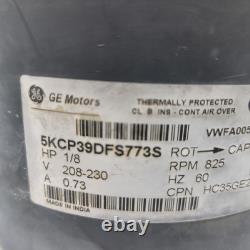 GE Motors
THERMALLY PROTECTED
CL B INS - CONT AIR OVER
VWFA005
5KCP39DFS773S ROT → CAP
HP 1/8 RPM 825
V 208-230 HZ 60
A 0.73 CPN HC35GE2
MADE IN INDIA